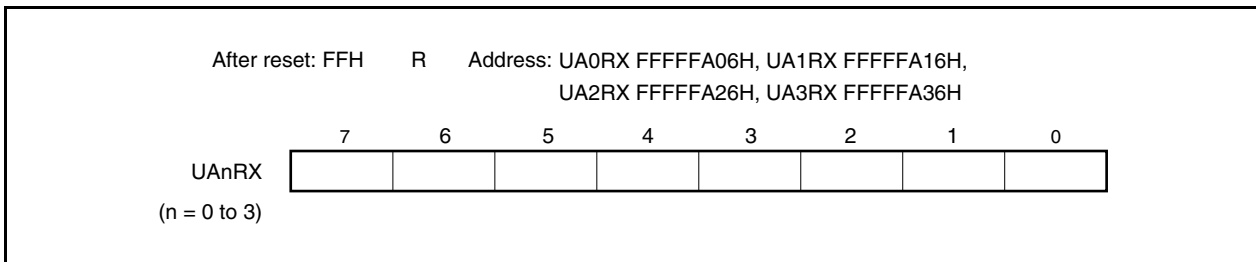 After reset: FFH R Address: UA0RX FFFFFA06H, UA1RX FFFFFA16H,
UA2RX FFFFFA26H, UA3RX FFFFFA36H
7 6 5 4 3 2 1 0
UAnRX
(n = 0 to 3)